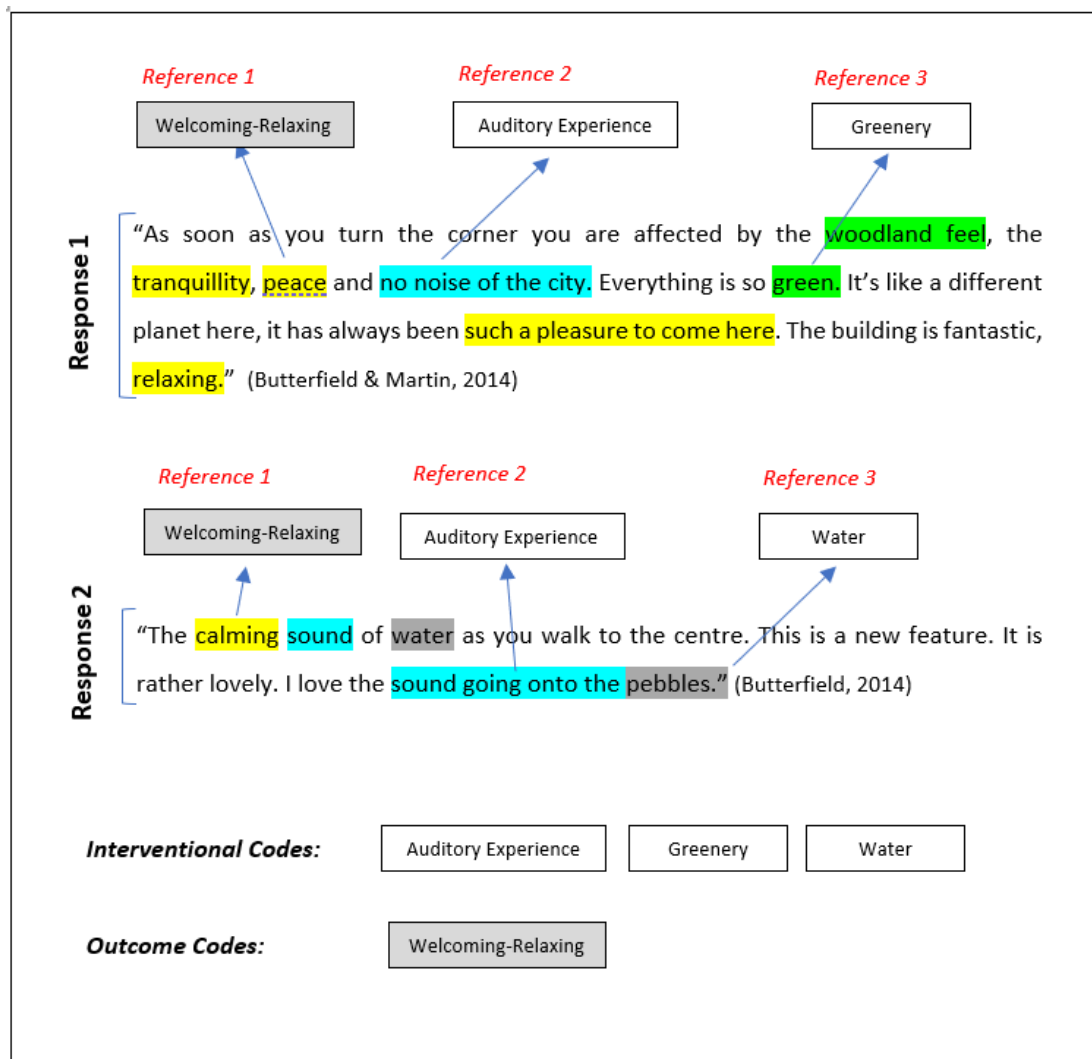 Reference 1 Reference 2 Reference 3
Welcoming-Relaxing Auditory Experience Greenery
Response 1
“As soon as you turn the corner you are affected by the woodland feel, the
tranquillity, peace and no noise of the city. Everything is so green. It’s like a different
planet here, it has always been such a pleasure to come here. The building is fantastic,
relaxing.” (Butterfield & Martin, 2014)
Reference 1 Reference 2 Reference 3
Welcoming-Relaxing Auditory Experience Water
Response 2
“The calming sound of water as you walk to the centre. This is a new feature. It is
rather lovely. I love the sound going onto the pebbles.” (Butterfield, 2014)
Interventional Codes: Auditory Experience Greenery Water
Outcome Codes: Welcoming-Relaxing